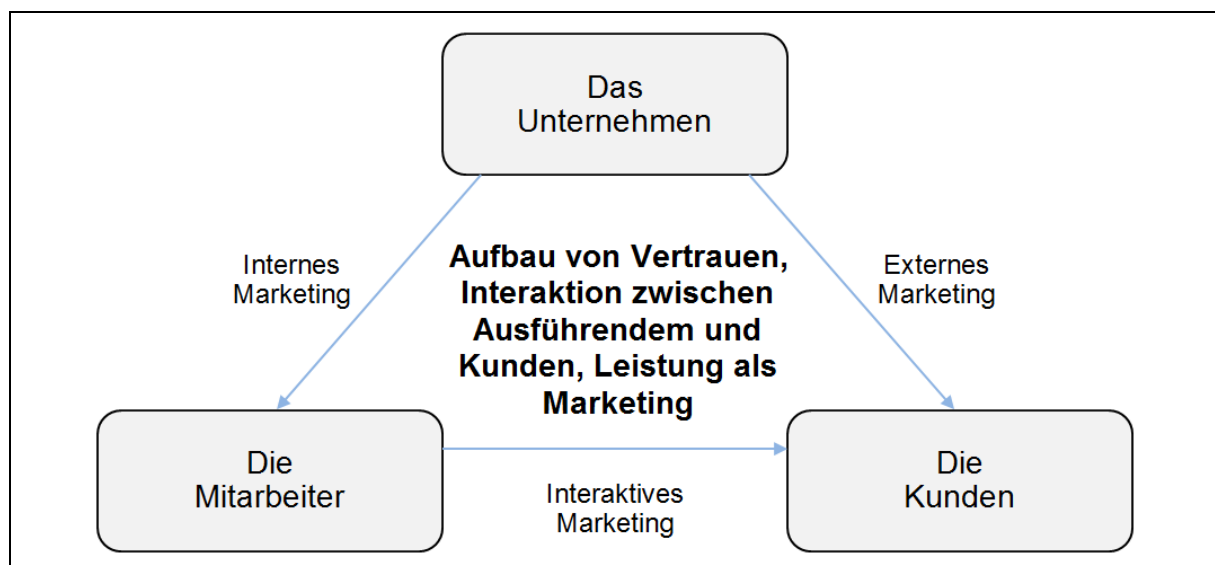 Das
Unternehmen
Internes
Marketing
Aufbau von Vertrauen,
Interaktion zwischen
Ausführendem und
Kunden, Leistung als
Marketing
Externes
Marketing
Die
Mitarbeiter
Interaktives
Marketing
Die
Kunden